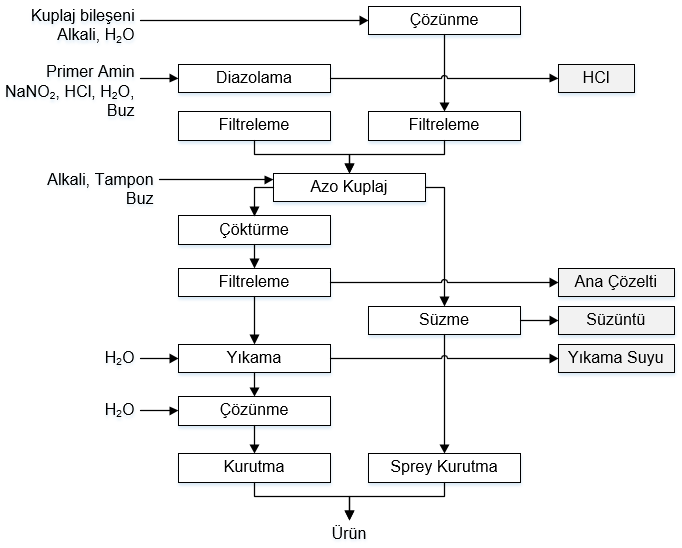 Kuplaj bileşeni
Alkali, H₂O
Çözünme
Primer Amin
NaNO₂, HCl, H₂O,
Buz
Diazolama
HCl
Filtreleme
Filtreleme
Alkali, Tampon
Buz
Azo Kuplaj
Çöktürme
Filtreleme
Ana Çözelti
Süzme
Süzüntü
H₂O
Yıkama
Yıkama Suyu
H₂O
Çözünme
Kurutma
Sprey Kurutma
Ürün